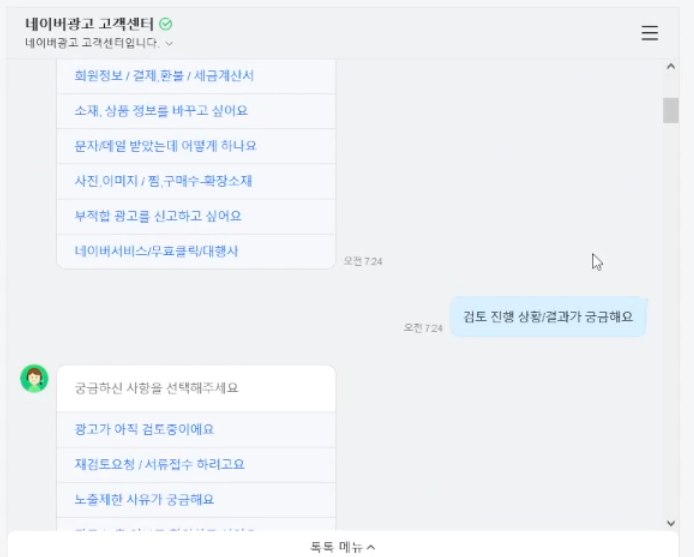 네이버광고 고객센터
네이버광고 고객센터입니다.
회원정보 / 결제,환불 / 세금계산서
소재, 상품 정보를 바꾸고 싶어요
문자/메일 받았는데 어떻게 하나요
사진,이미지 / 찜,구매수-확장소재
부적합 광고를 신고하고 싶어요
네이버서비스/무효클릭/대행사
오전 7:24
검토 진행 상황/결과가 궁금해요
오전 7:24
궁금하신 사항을 선택해주세요
광고가 아직 검토중이에요
재검토요청 / 서류접수 하려고요
노출제한 사유가 궁금해요
톡톡 메뉴